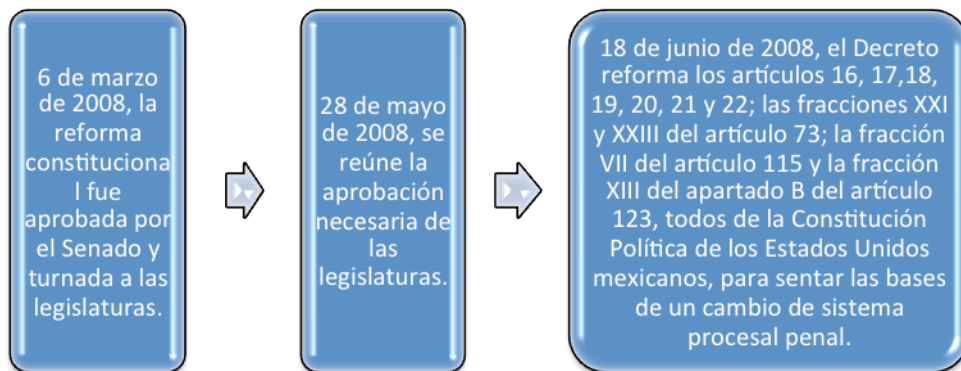 6 de marzo
de 2008, la
reforma
constituciona
l fue
aprobada por
el Senado y
turnada a las
legislaturas.
28 de mayo
de 2008, se
reúne la
aprobación
necesaria de
las
legislaturas.
18 de junio de 2008, el Decreto
reforma los artículos 16, 17,18,
19, 20, 21 y 22; las fracciones XXI
y XXIII del artículo 73; la fracción
VII del artículo 115 y la fracción
XIII del apartado B del artículo
123, todos de la Constitución
Política de los Estados Unidos
mexicanos, para sentar las bases
de un cambio de sistema
procesal penal.